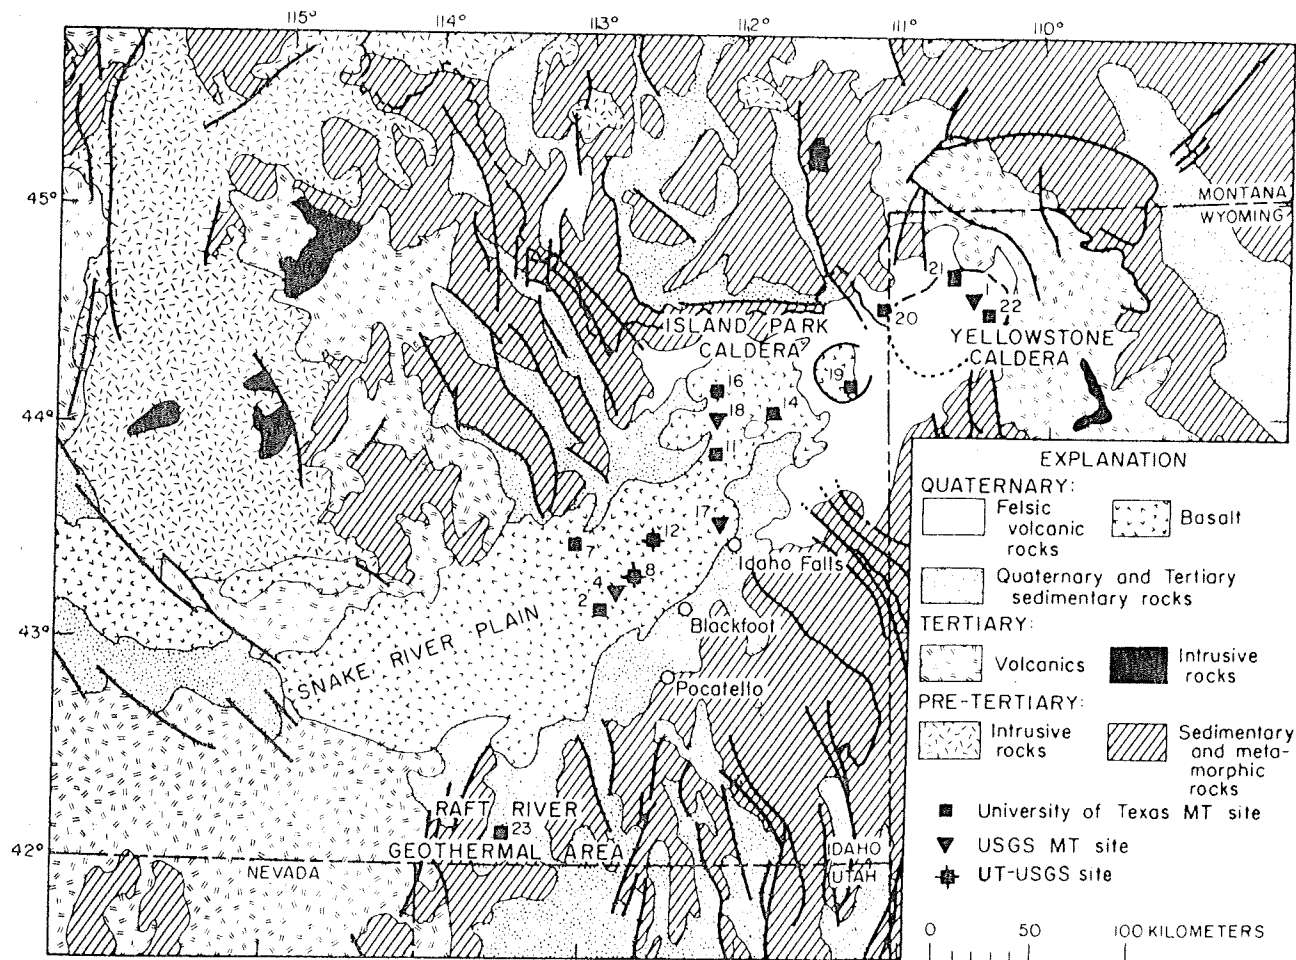 115° 114° 113° 112° 111° 110°
45°
MONTANA
WYOMING
21
1
22
20
ISLAND PARK
CALDERA
YELLOWSTONE
CALDERA
16
19
18
14
44°
11
17
12
7
Idaho Falls
8
4
2
43°
Blackfoot
SNAKE RIVER PLAIN
Pocatello
RAFT RIVER
23
GEOTHERMAL AREA
42°
NEVADA
IDAHO
UTAH
EXPLANATION
QUATERNARY:
Felsic
volcanic
rocks
Basalt
Quaternary and Tertiary
sedimentary rocks
TERTIARY:
Volcanics
Intrusive
rocks
PRE-TERTIARY:
Intrusive
rocks
Sedimentary
and meta-
morphic
rocks
University of Texas MT site
USGS MT site
UT-USGS site
0 50 100 KILOMETERS